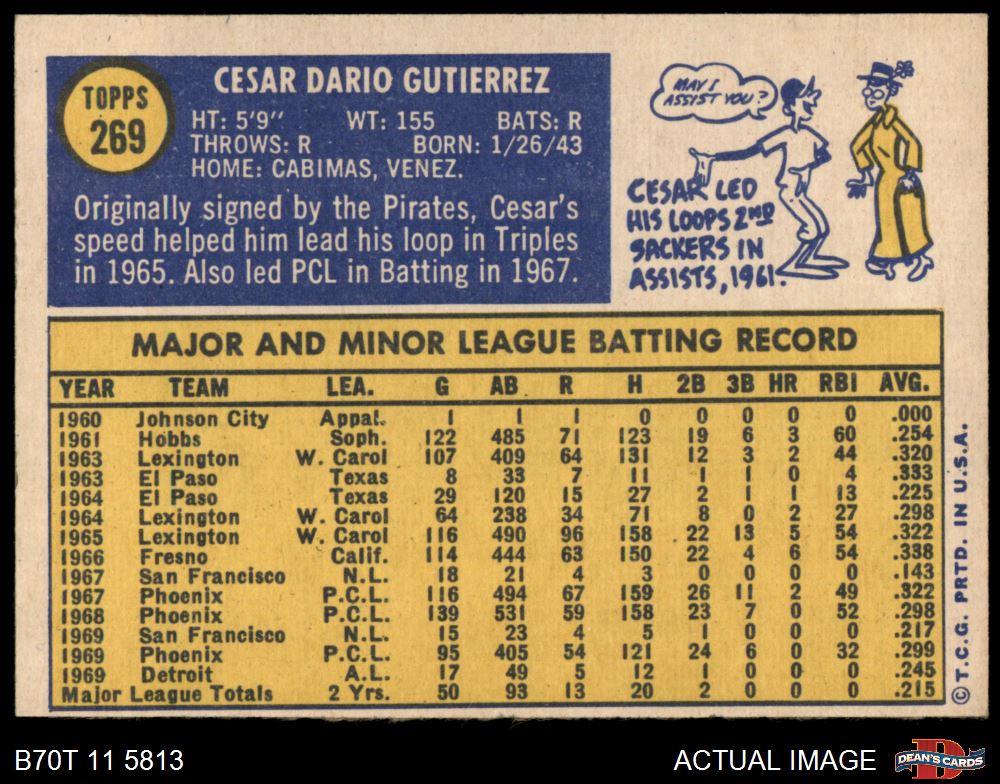 TOPPS
269
CESAR DARIO GUTIERREZ
HT: 5'9" WT: 155 BATS: R
THROWS: R BORN: 1/26/43
HOME: CABIMAS, VENEZ.
Originally signed by the Pirates, Cesar's
speed helped him lead his loop in Triples
in 1965. Also led PCL in Batting in 1967.
MAY I
ASSIST YOU?
CESAR LED
HIS LOOPS 2ND
SACKERS IN
ASSISTS, 1961.
MAJOR AND MINOR LEAGUE BATTING RECORD
YEAR TEAM LEA. G AB R H 2B 3B HR RBI AVG.
1960 Johnson City Appal. 1 1 1 0 0 0 0 0 .000
1961 Hobbs Soph. 122 485 71 123 19 6 3 60 .254
1963 Lexington W. Carol 107 409 64 131 12 3 2 44 .320
1963 El Paso Texas 8 33 7 11 1 1 0 4 .333
1964 El Paso Texas 29 120 15 27 2 1 1 13 .225
1964 Lexington W. Carol 64 238 34 71 8 0 2 27 .298
1965 Lexington W. Carol 116 490 96 158 22 13 5 54 .322
1966 Fresno Calif. 114 444 63 150 22 4 6 54 .338
1967 San Francisco N.L. 18 21 4 3 0 0 0 0 .143
1967 Phoenix P.C.L. 116 494 67 159 26 11 2 49 .322
1968 Phoenix P.C.L. 139 531 59 158 23 7 0 52 .298
1969 San Francisco N.L. 15 23 4 5 1 0 0 0 .217
1969 Phoenix P.C.L. 95 405 54 121 24 6 0 32 .299
1969 Detroit A.L. 17 49 5 12 1 0 0 0 .245
Major League Totals 2 Yrs. 50 93 13 20 2 0 0 0 .215
© T.C.G. PRTD. IN U.S.A.
B70T 11 5813
ACTUAL IMAGE
D
DEAN'S CARDS